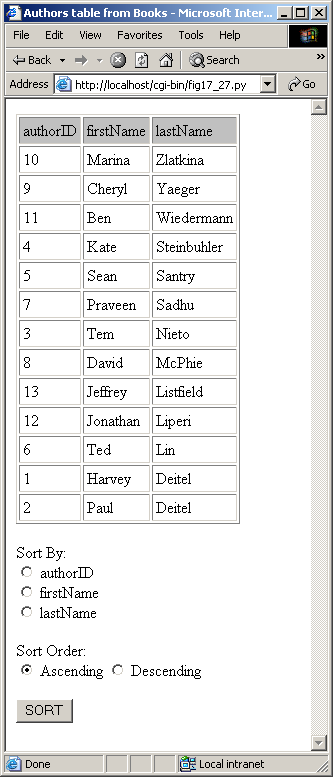 Authors table from Books - Microsoft Inter...
File Edit View Favorites Tools Help
Back Search
Address http://localhost/cgi-bin/fig17_27.py Go
authorID firstName lastName
10 Marina Zlatkina
9 Cheryl Yaeger
11 Ben Wiedermann
4 Kate Steinbuhler
5 Sean Santry
7 Praveen Sadhu
3 Tem Nieto
8 David McPhie
13 Jeffrey Listfield
12 Jonathan Liperi
6 Ted Lin
1 Harvey Deitel
2 Paul Deitel
Sort By:
authorID
firstName
lastName
Sort Order:
Ascending Descending
SORT
Done Local intranet